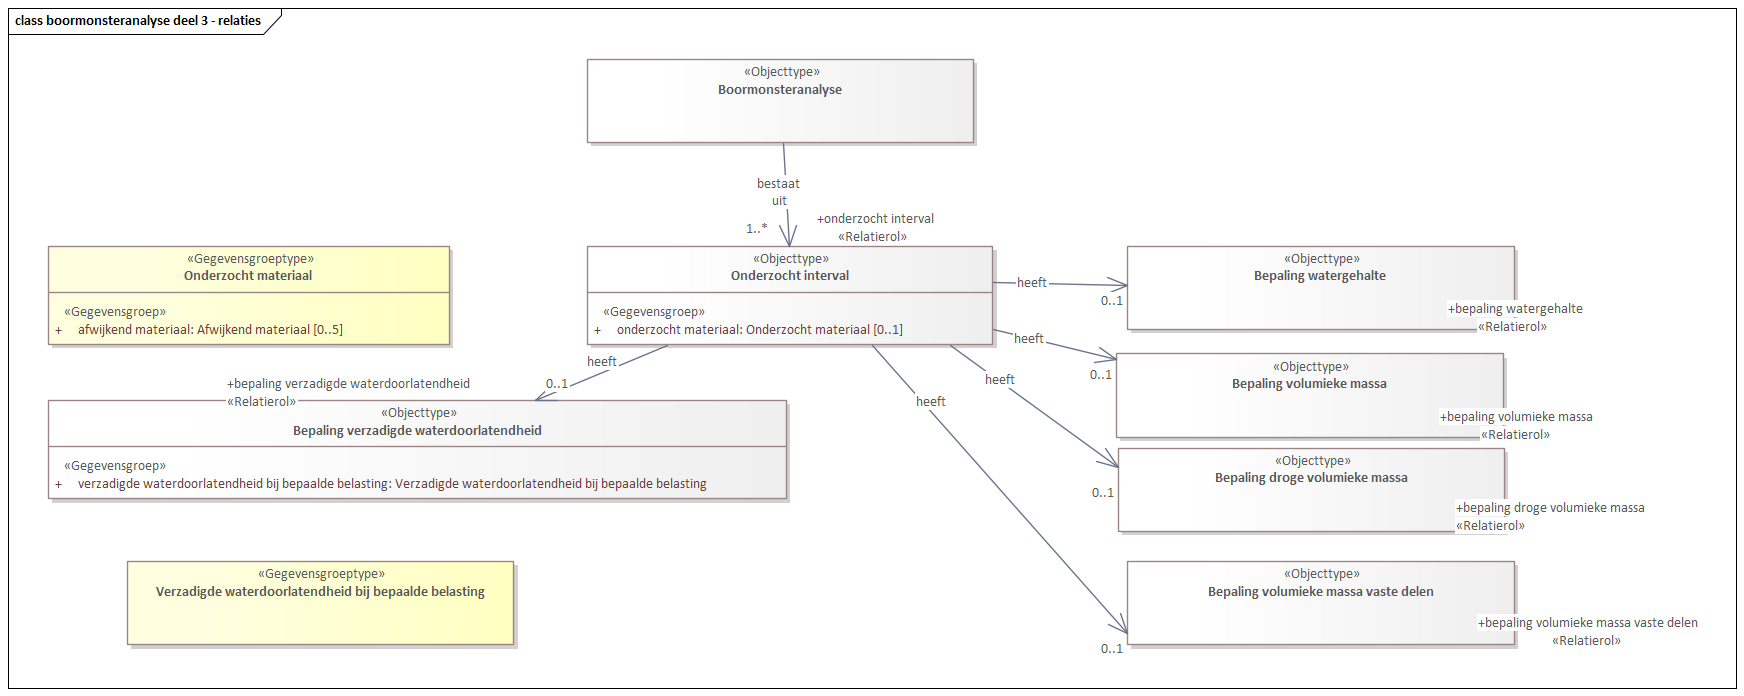 class boormonsteranalyse deel 3 - relaties
«Objecttype»
Boormonsteranalyse
bestaat
uit
1..*
+onderzocht interval
«Relatierol»
«Gegevensgroeptype»
Onderzocht materiaal
«Gegevensgroep»
+ afwijkend materiaal: Afwijkend materiaal [0..5]
«Objecttype»
Onderzocht interval
«Gegevensgroep»
+ onderzocht materiaal: Onderzocht materiaal [0..1]
heeft
0..1
«Objecttype»
Bepaling watergehalte
+bepaling watergehalte
«Relatierol»
heeft
0..1
«Objecttype»
Bepaling volumieke massa
+bepaling volumieke massa
«Relatierol»
heeft
0..1
+bepaling verzadigde waterdoorlatendheid
«Relatierol»
«Objecttype»
Bepaling verzadigde waterdoorlatendheid
«Gegevensgroep»
+ verzadigde waterdoorlatendheid bij bepaalde belasting: Verzadigde waterdoorlatendheid bij bepaalde belasting
heeft
0..1
«Objecttype»
Bepaling droge volumieke massa
+bepaling droge volumieke massa
«Relatierol»
heeft
0..1
«Objecttype»
Bepaling volumieke massa vaste delen
+bepaling volumieke massa vaste delen
«Relatierol»
«Gegevensgroeptype»
Verzadigde waterdoorlatendheid bij bepaalde belasting